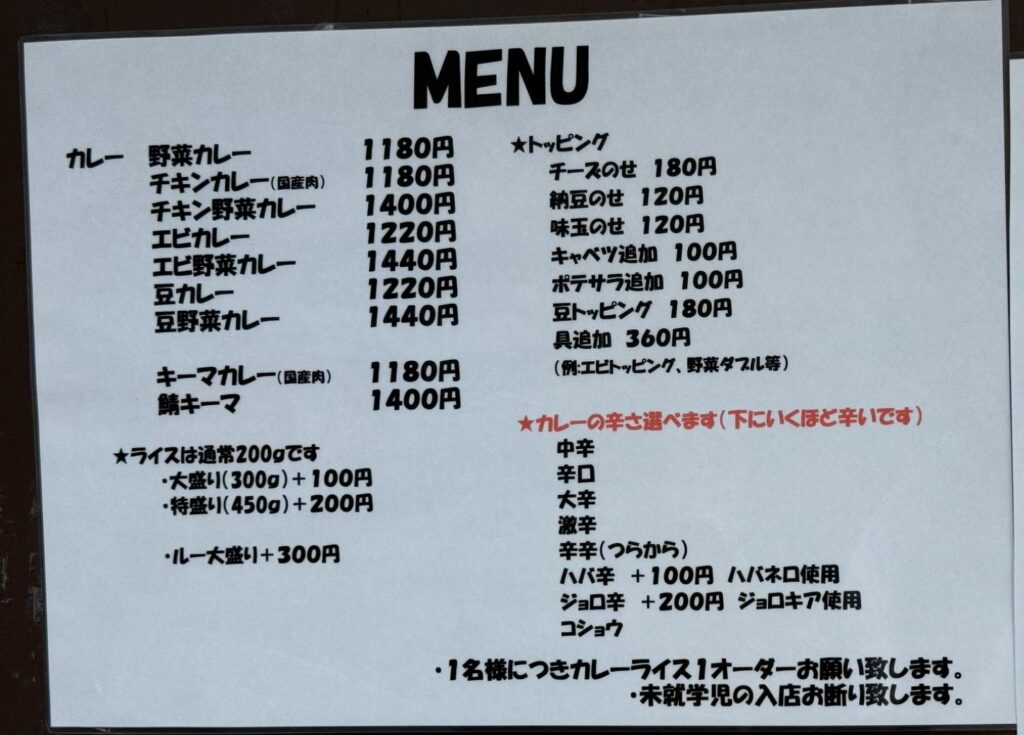 MENU
カレー 野菜カレー 1180円
チキンカレー(国産肉) 1180円
チキン野菜カレー 1400円
エビカレー 1220円
エビ野菜カレー 1440円
豆カレー 1220円
豆野菜カレー 1440円
キーマカレー(国産肉) 1180円
鯖キーマ 1400円
★ライスは通常200gです
・大盛り(300g)+100円
・特盛り(450g)+200円
・ルー大盛り+300円
★トッピング
チーズのせ 180円
納豆のせ 120円
味玉のせ 120円
キャベツ追加 100円
ポテサラ追加 100円
豆トッピング 180円
具追加 360円
(例:エビトッピング、野菜ダブル等)
★カレーの辛さ選べます(下にいくほど辛いです)
中辛
辛口
大辛
激辛
辛辛(つらから)
ハバ辛 +100円 ハバネロ使用
ジョロ辛 +200円 ジョロキア使用
コショウ
・1名様につきカレーライス1オーダーお願い致します。
・未就学児の入店お断り致します。